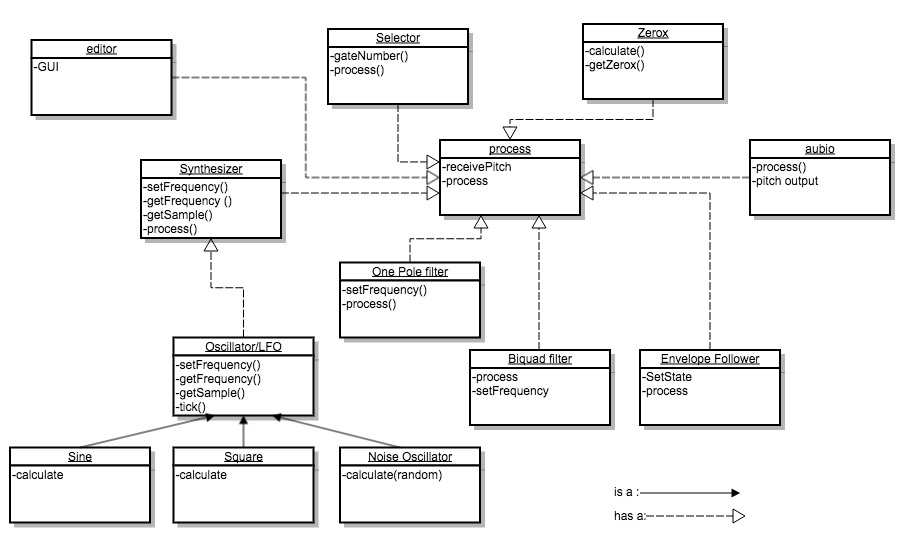 editor
-GUI
Selector
-gateNumber()
-process()
Zerox
-calculate()
-getZerox()
Synthesizer
-setFrequency()
-getFrequency ()
-getSample()
-process()
process
-receivePitch
-process
aubio
-process()
-pitch output
One Pole filter
-setFrequency()
-process()
Oscillator/LFO
-setFrequency()
-getFrequency()
-getSample()
-tick()
Biquad filter
-process
-setFrequency
Envelope Follower
-SetState
-process
Sine
-calculate
Square
-calculate
Noise Oscillator
-calculate(random)
is a :
has a: